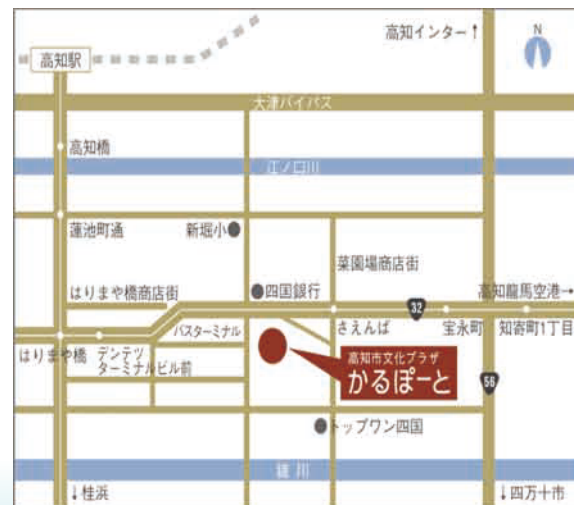 高知インター↑
N
高知駅
大津バイパス
高知橋
江ノ口川
蓮池町通
新堀小
菜園場商店街
はりまや橋商店街
四国銀行
高知龍馬空港→
32
バスターミナル
さえんば
宝永町
知寄町1丁目
はりまや橋
デンテツ
ターミナルビル前
高知市文化プラザ
かるぽーと
56
トップワン四国
鏡川
↓桂浜
↓四万十市